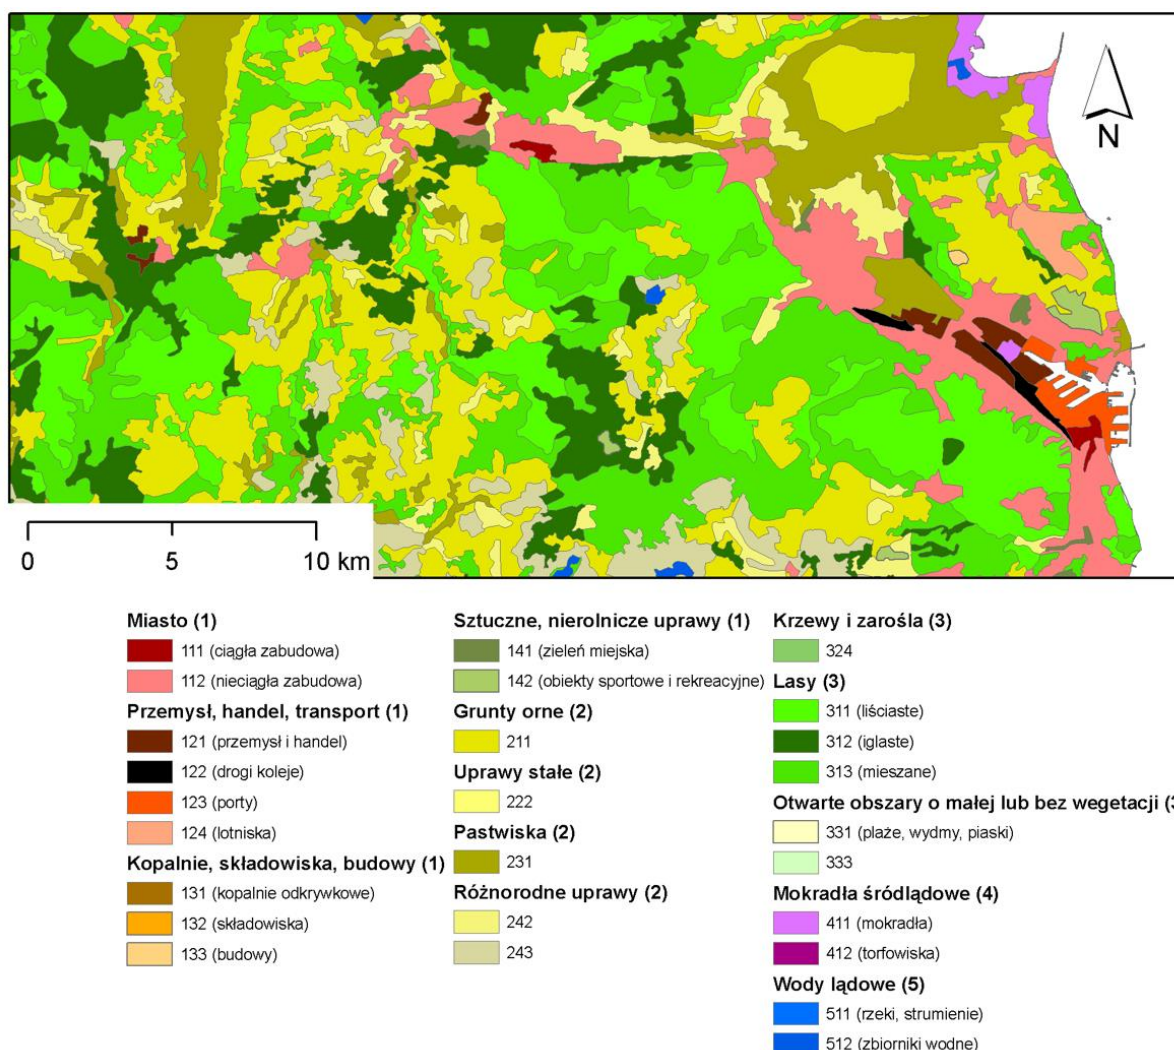 N
0 5 10 km
Miasto (1)
111 (ciągła zabudowa)
112 (nieciągła zabudowa)
Przemysł, handel, transport (1)
121 (przemysł i handel)
122 (drogi koleje)
123 (porty)
124 (lotniska)
Kopalnie, składowiska, budowy (1)
131 (kopalnie odkrywkowe)
132 (składowiska)
133 (budowy)
Sztuczne, nierolnicze uprawy (1)
141 (zieleń miejska)
142 (obiekty sportowe i rekreacyjne)
Grunty orne (2)
211
Uprawy stałe (2)
222
Pastwiska (2)
231
Różnorodne uprawy (2)
242
243
Krzewy i zarośla (3)
324
Lasy (3)
311 (liściaste)
312 (iglaste)
313 (mieszane)
Otwarte obszary o małej lub bez wegetacji (3
331 (plaże, wydmy, piaski)
333
Mokradła śródlądowe (4)
411 (mokradła)
412 (torfowiska)
Wody lądowe (5)
511 (rzeki, strumienie)
512 (zbiorniki wodne)